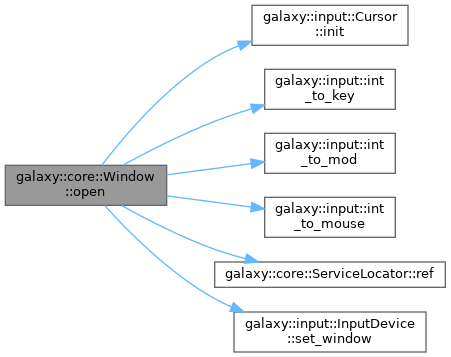 galaxy::input::Cursor
::init
galaxy::input::int
_to_key
galaxy::input::int
_to_mod
galaxy::core::Window
::open
galaxy::input::int
_to_mouse
galaxy::core::ServiceLocator::ref
galaxy::input::InputDevice
::set_window